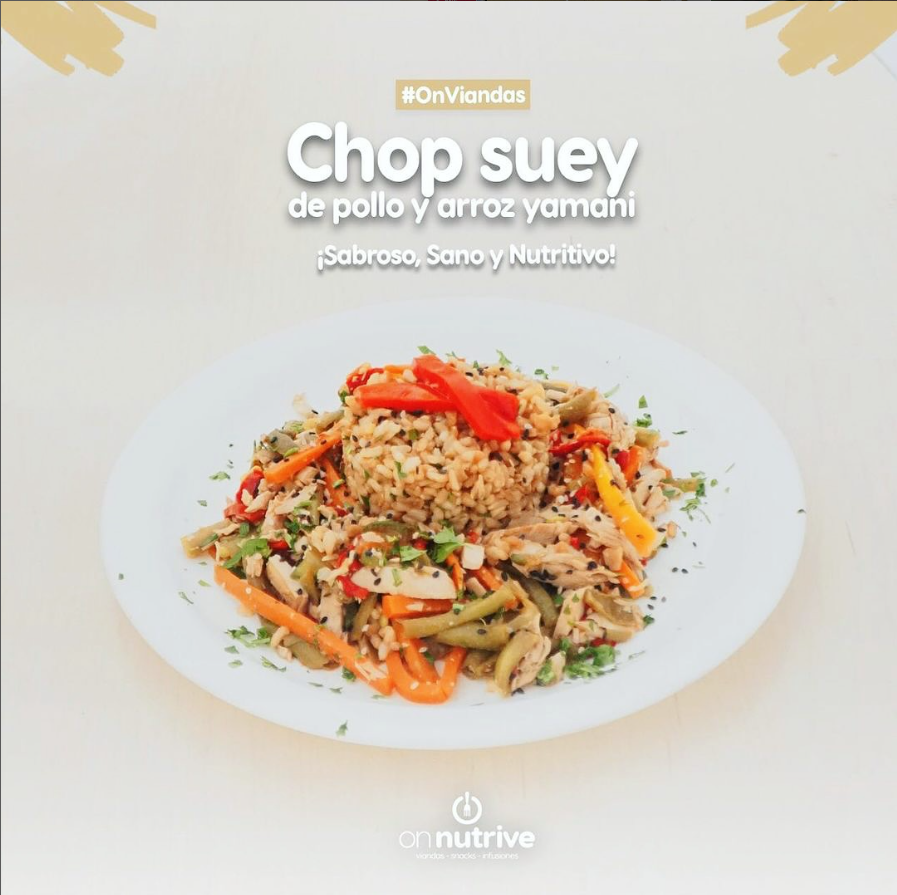 #OnViandas
Chop suey
de pollo y arroz yamani
¡Sabroso, Sano y Nutritivo!
on nutrive
viandas - snacks - infusiones